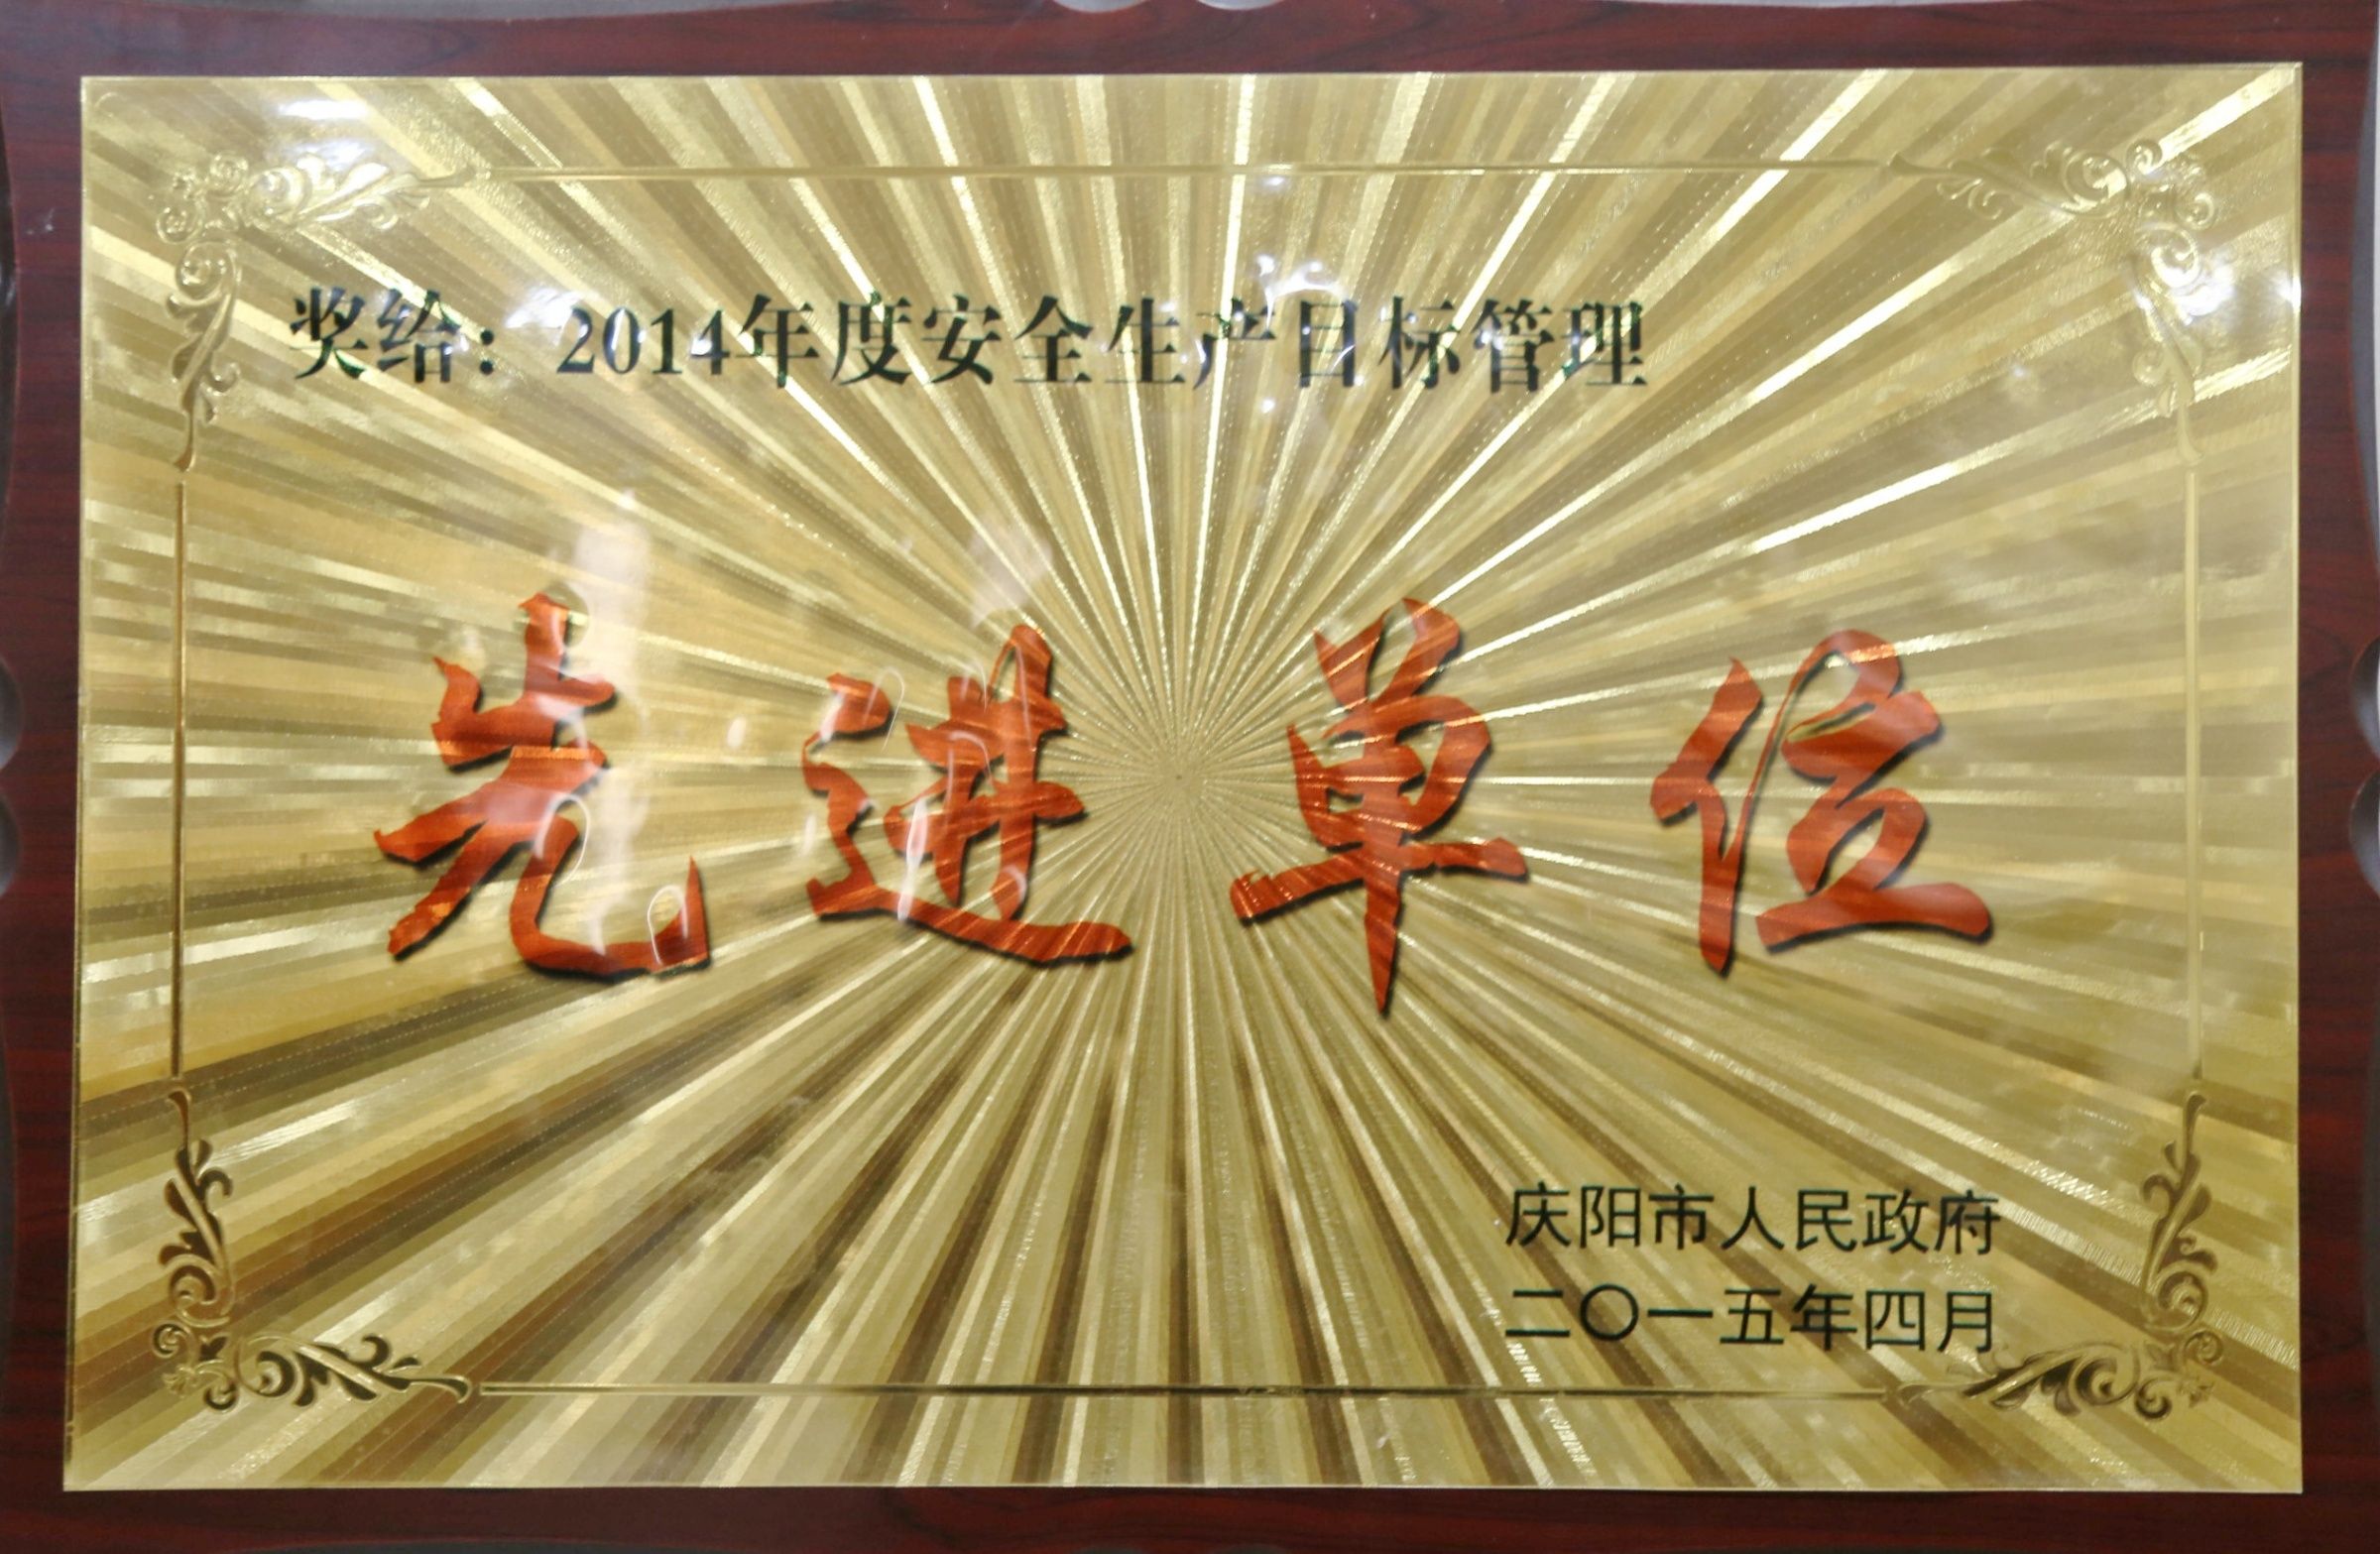 奖给：2014年度安全生产目标管理
先进单位
庆阳市人民政府
二〇一五年四月